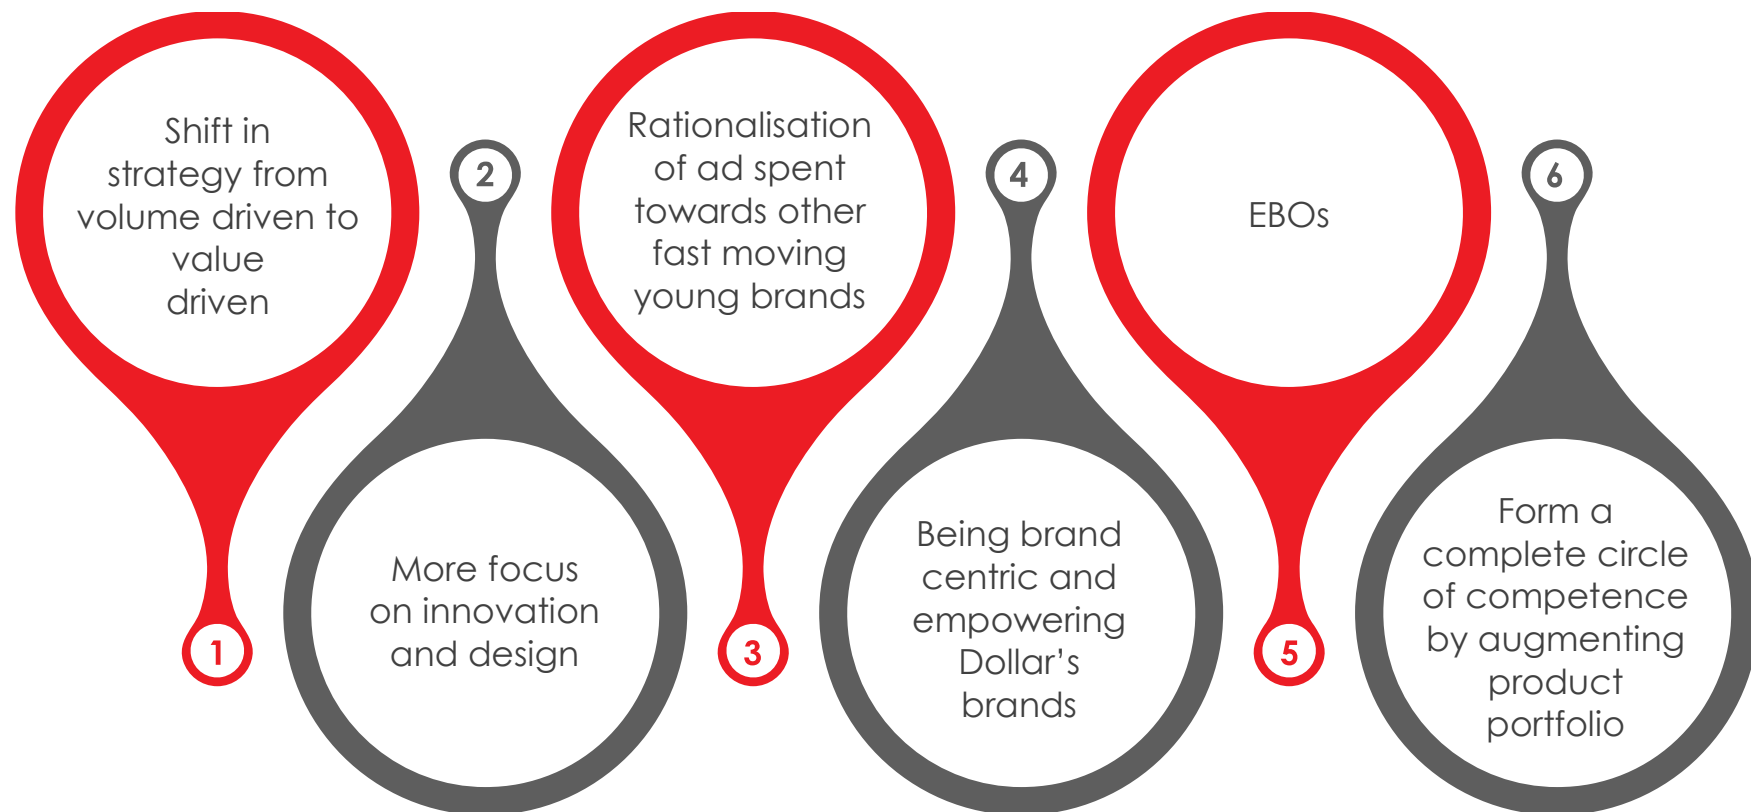 Shift in
strategy from
volume driven to
value
driven
1
2
More focus
on innovation
and design
Rationalisation
of ad spent
towards other
fast moving
young brands
3
4
Being brand
centric and
empowering
Dollar’s
brands
EBOs
5
6
Form a
complete circle
of competence
by augmenting
product
portfolio